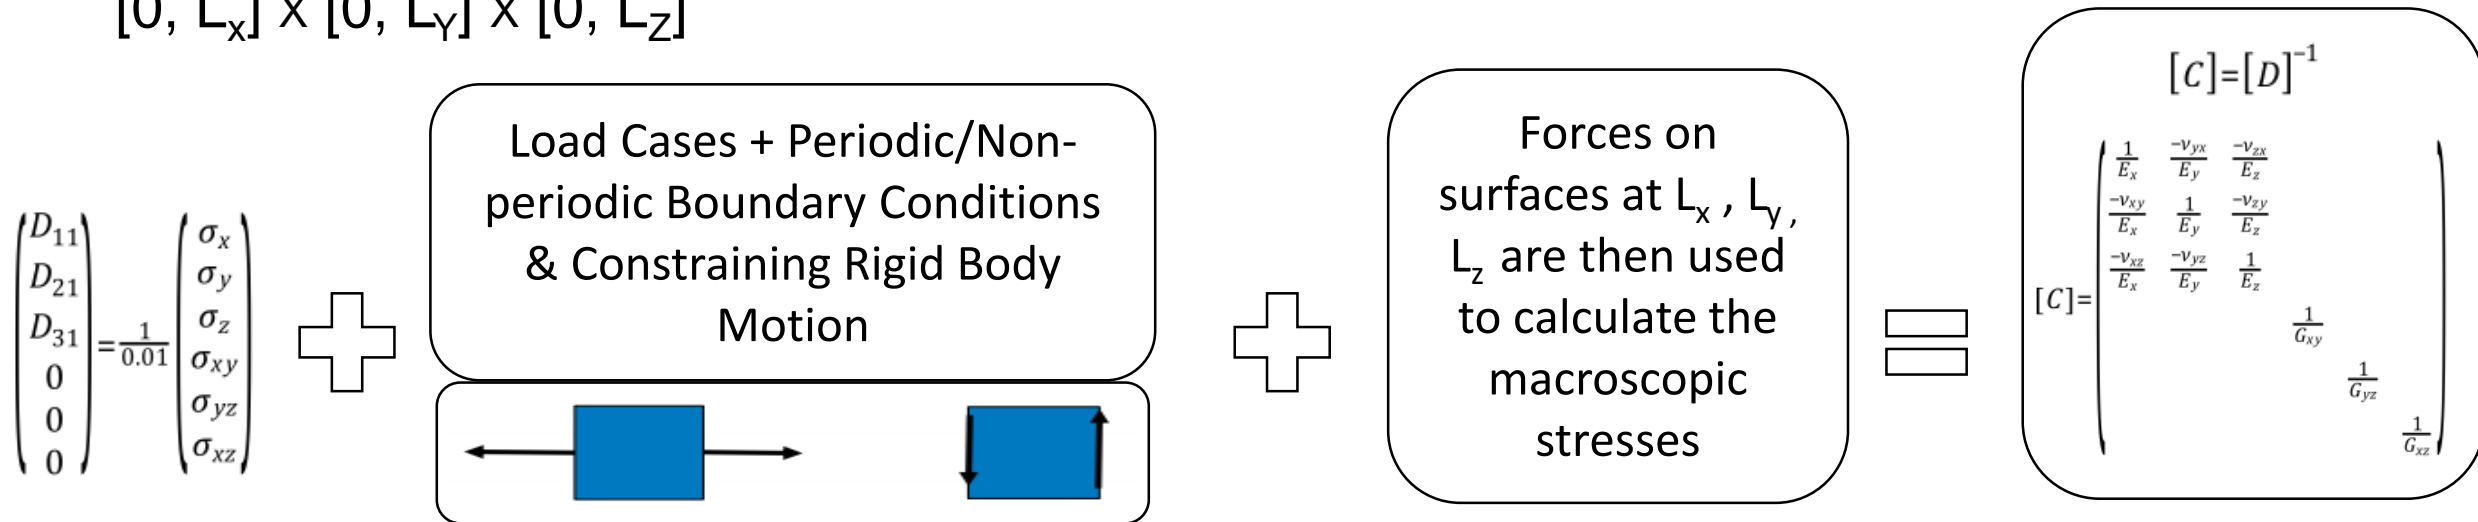 [0, Lx] x [0, LY] x [0, LZ]
D11
D21
D31
0
0
0
= 1/0.01
σx
σy
σz
σxy
σyz
σxz
Load Cases + Periodic/Non-
periodic Boundary Conditions
& Constraining Rigid Body
Motion
Forces on
surfaces at Lx , Ly ,
Lz are then used
to calculate the
macroscopic
stresses
[C]=[D]⁻¹
[C]=
1/Ex -νyx/Ey -νzx/Ez
-νxy/Ex 1/Ey -νzy/Ez
-νxz/Ex -νyz/Ey 1/Ez
1/Gxy
1/Gyz
1/Gxz